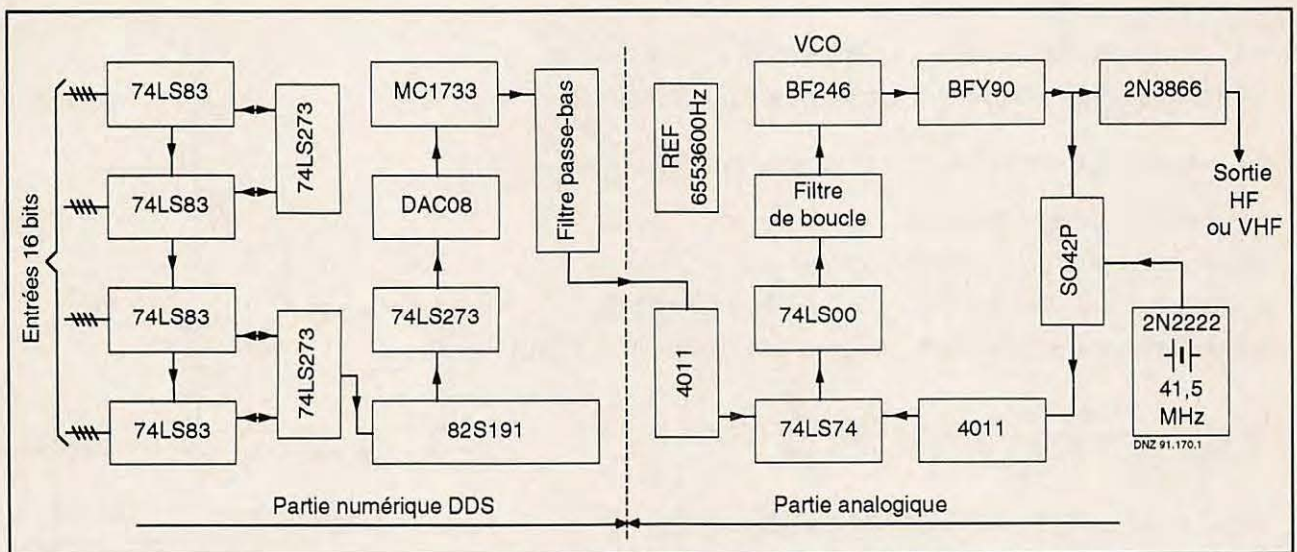 Entrées 16 bits
74LS83
74LS83
74LS83
74LS83
74LS273
74LS273
MC1733
DAC08
74LS273
82S191
Filtre passe-bas
REF
6553600Hz
VCO
BF246
Filtre
de boucle
74LS00
74LS74
4011
4011
BFY90
2N3866
Sortie
HF
ou VHF
SO42P
2N2222
41,5
MHz
DNZ 91.170.1
Partie numérique DDS
Partie analogique